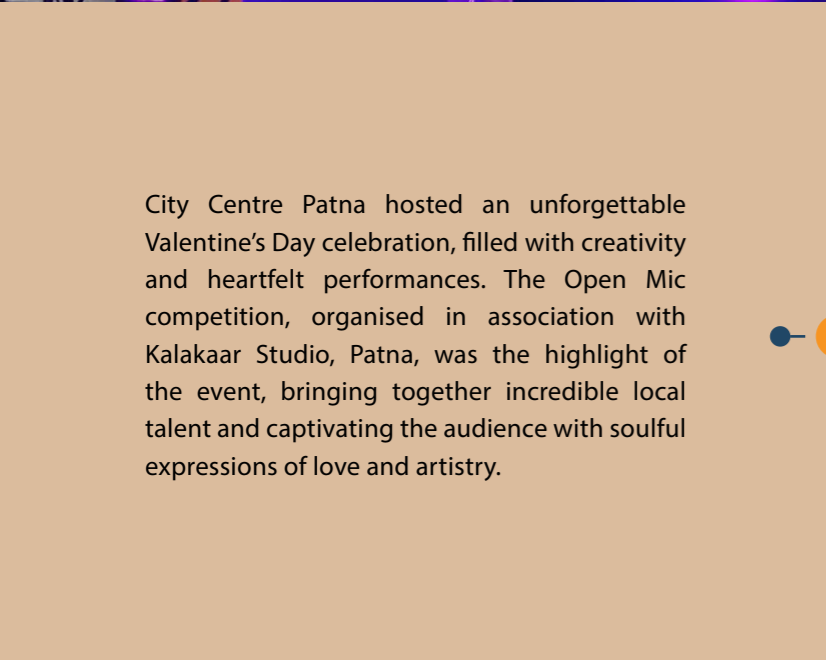 City Centre Patna hosted an unforgettable
Valentine’s Day celebration, filled with creativity
and heartfelt performances. The Open Mic
competition, organised in association with
Kalakaar Studio, Patna, was the highlight of
the event, bringing together incredible local
talent and captivating the audience with soulful
expressions of love and artistry.